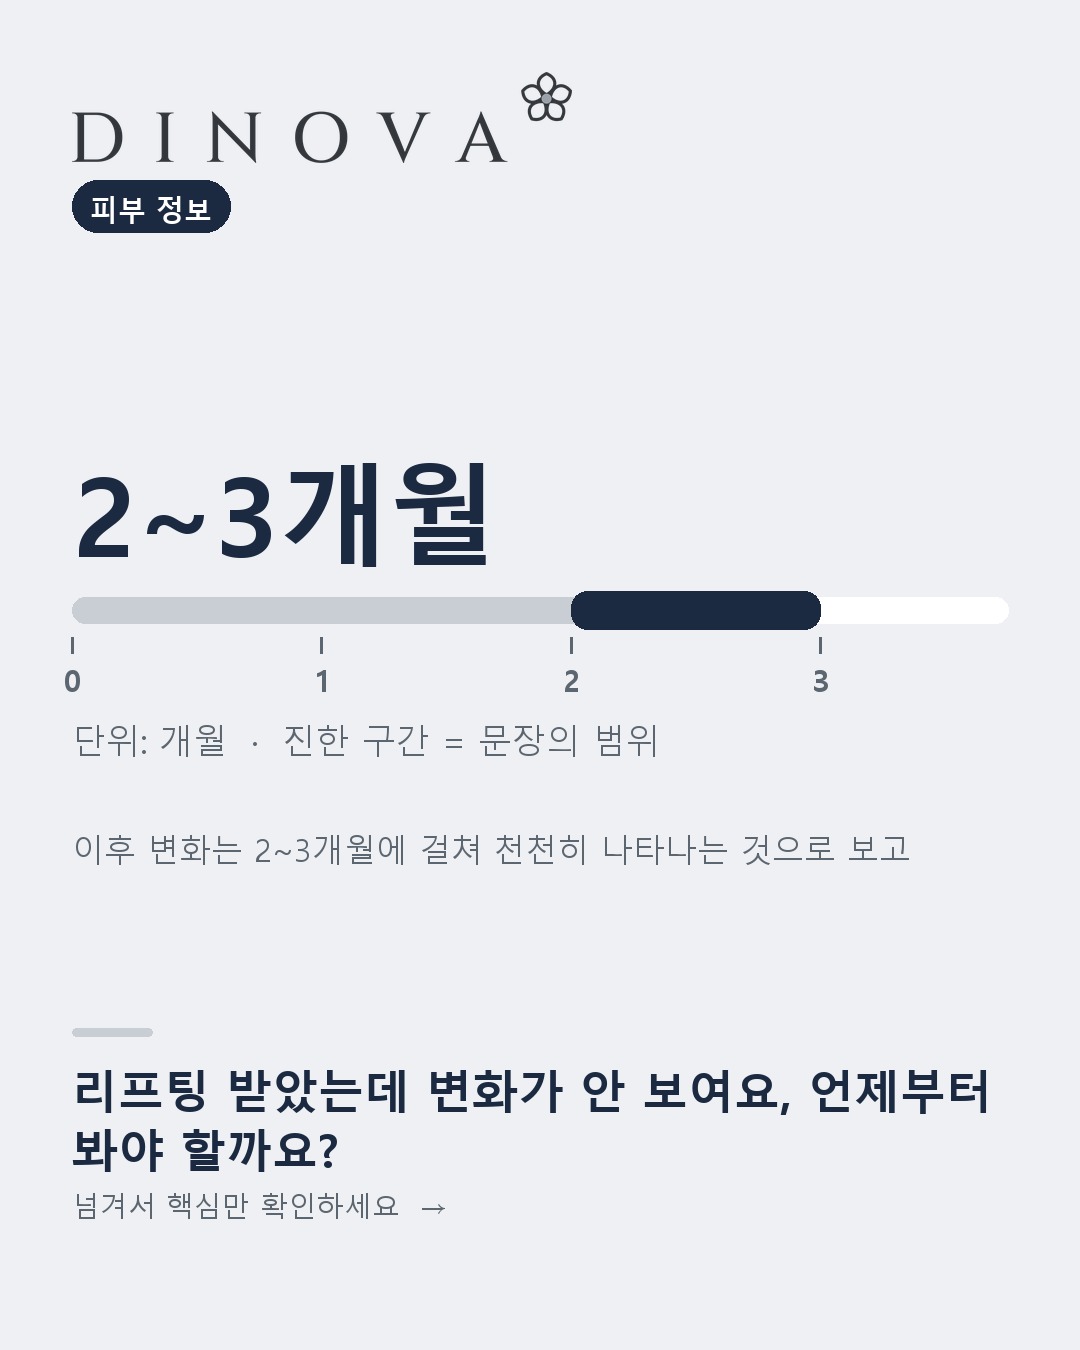 DINOVA
피부 정보
2~3개월
0 1 2 3
단위: 개월 · 진한 구간 = 문장의 범위
이후 변화는 2~3개월에 걸쳐 천천히 나타나는 것으로 보고
리프팅 받았는데 변화가 안 보여요, 언제부터
봐야 할까요?
넘겨서 핵심만 확인하세요 →